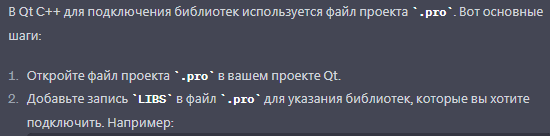 В Qt C++ для подключения библиотек используется файл проекта `.pro`. Вот основные
шаги:
1. Откройте файл проекта `.pro` в вашем проекте Qt.
2. Добавьте запись `LIBS` в файл `.pro` для указания библиотек, которые вы хотите
подключить. Например: